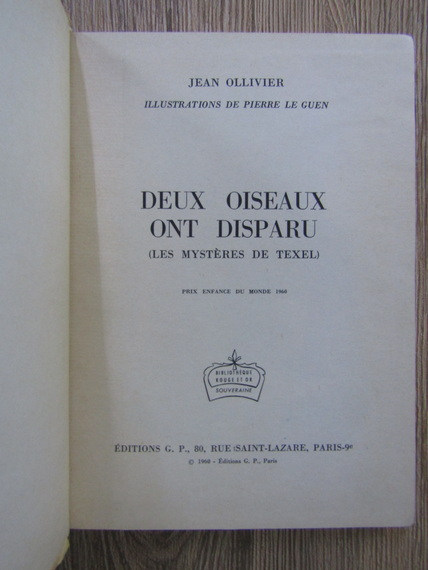 JEAN OLLIVIER
ILLUSTRATIONS DE PIERRE LE GUEN
DEUX OISEAUX
ONT DISPARU
(LES MYSTÈRES DE TEXEL)
PRIX ENFANCE DU MONDE 1960
BIBLIOTHÈQUE
ROUGE ET OR
SOUVERAINE
ÉDITIONS G. P., 80, RUE SAINT-LAZARE, PARIS-9e
© 1960 - Éditions G. P., Paris